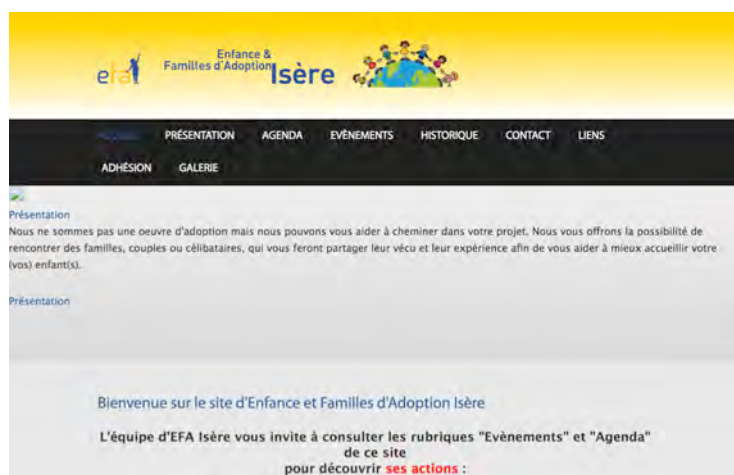 efa
Enfance &
Familles d'Adoption
Isère
ACCUEIL PRÉSENTATION AGENDA EVÈNEMENTS HISTORIQUE CONTACT LIENS
ADHÉSION GALERIE
Présentation
Nous ne sommes pas une oeuvre d'adoption mais nous pouvons vous aider à cheminer dans votre projet. Nous vous offrons la possibilité de
rencontrer des familles, couples ou célibataires, qui vous feront partager leur vécu et leur expérience afin de vous aider à mieux accueillir votre
(vos) enfant(s).
Présentation
Bienvenue sur le site d'Enfance et Familles d'Adoption Isère
L'équipe d'EFA Isère vous invite à consulter les rubriques "Evènements" et "Agenda"
de ce site
pour découvrir ses actions :